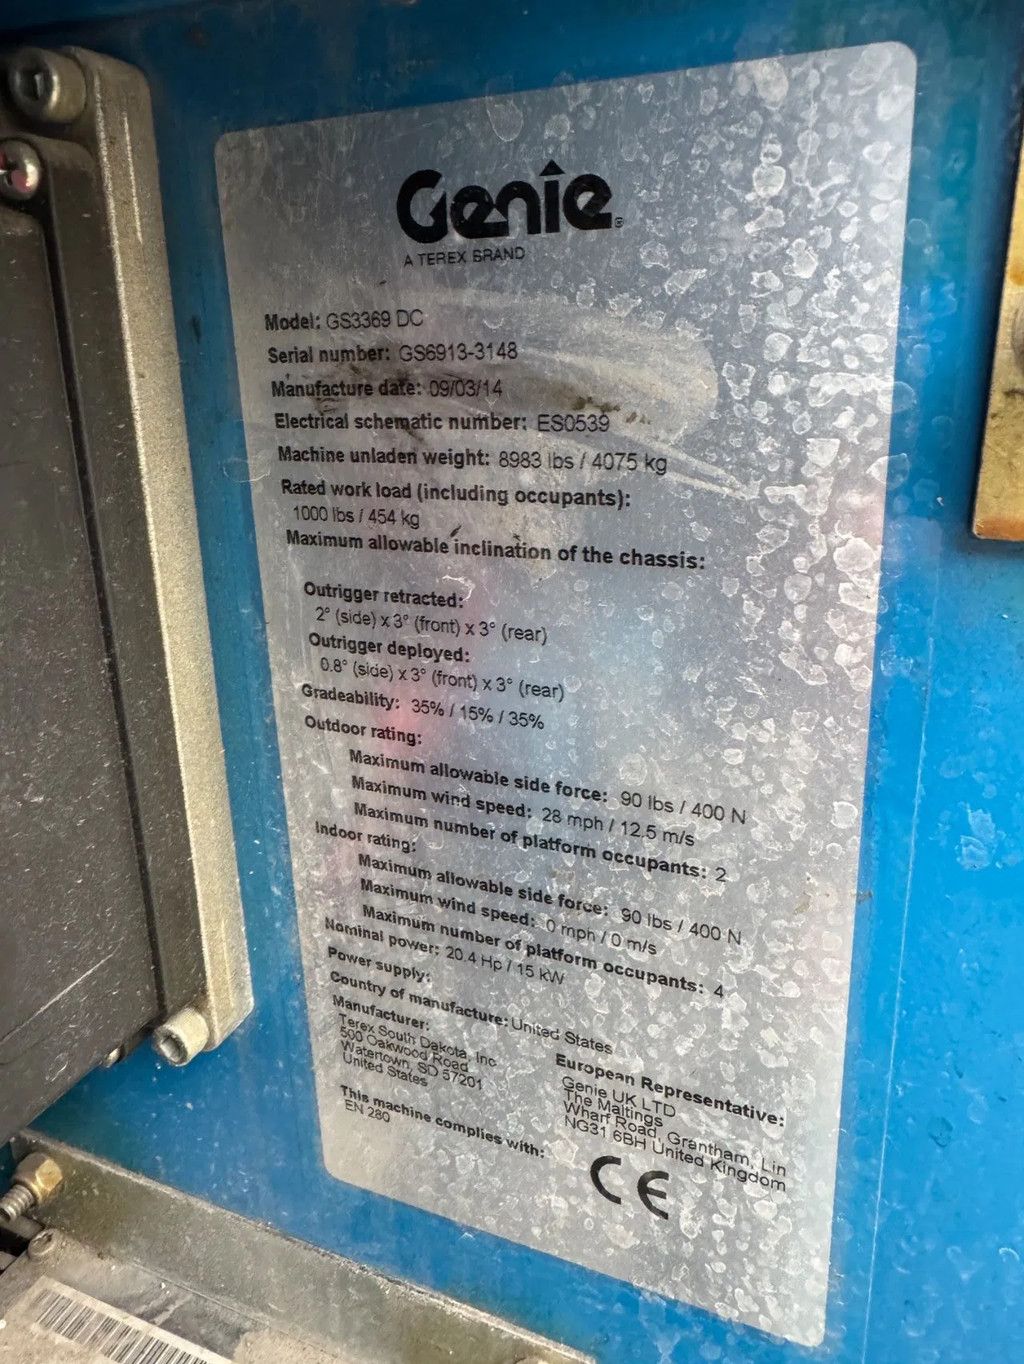 Genie
A TEREX BRAND
Model: GS3369 DC
Serial number: GS6913-3148
Manufacture date: 09/03/14
Electrical schematic number: ES0539
Machine unladen weight: 8983 lbs / 4075 kg
Rated work load (including occupants):
1000 lbs / 454 kg
Maximum allowable inclination of the chassis:
Outrigger retracted:
2° (side) x 3° (front) x 3° (rear)
Outrigger deployed:
0.8° (side) x 3° (front) x 3° (rear)
Gradeability: 35% / 15% / 35%
Outdoor rating:
Maximum allowable side force: 90 lbs / 400 N
Maximum wind speed: 28 mph / 12.5 m/s
Maximum number of platform occupants: 2
Indoor rating:
Maximum allowable side force: 90 lbs / 400 N
Maximum wind speed: 0 mph / 0 m/s
Maximum number of platform occupants: 4
Nominal power: 20.4 Hp / 15 kW
Power supply:
Country of manufacture: United States
Manufacturer:
Terex South Dakota, Inc
500 Oakwood Road
Watertown, SD 57201
United States
European Representative:
Genie UK LTD
The Maltings
Wharf Road, Grantham, Lin
NG31 6BH United Kingdom
This machine complies with:
EN 280
CE